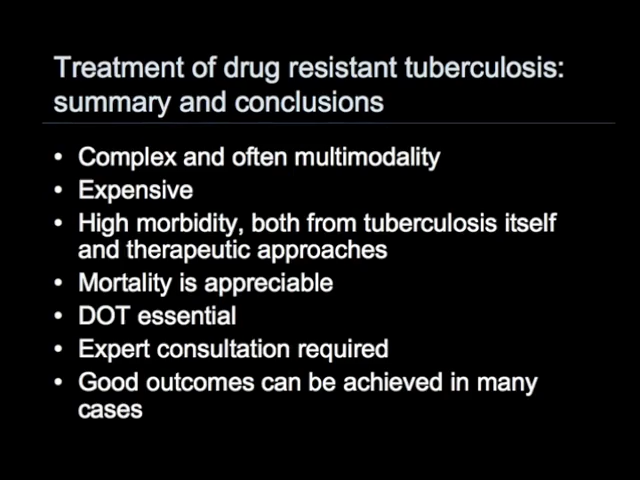 Treatment of drug resistant tuberculosis:
summary and conclusions
• Complex and often multimodality
• Expensive
• High morbidity, both from tuberculosis itself
and therapeutic approaches
• Mortality is appreciable
• DOT essential
• Expert consultation required
• Good outcomes can be achieved in many
cases